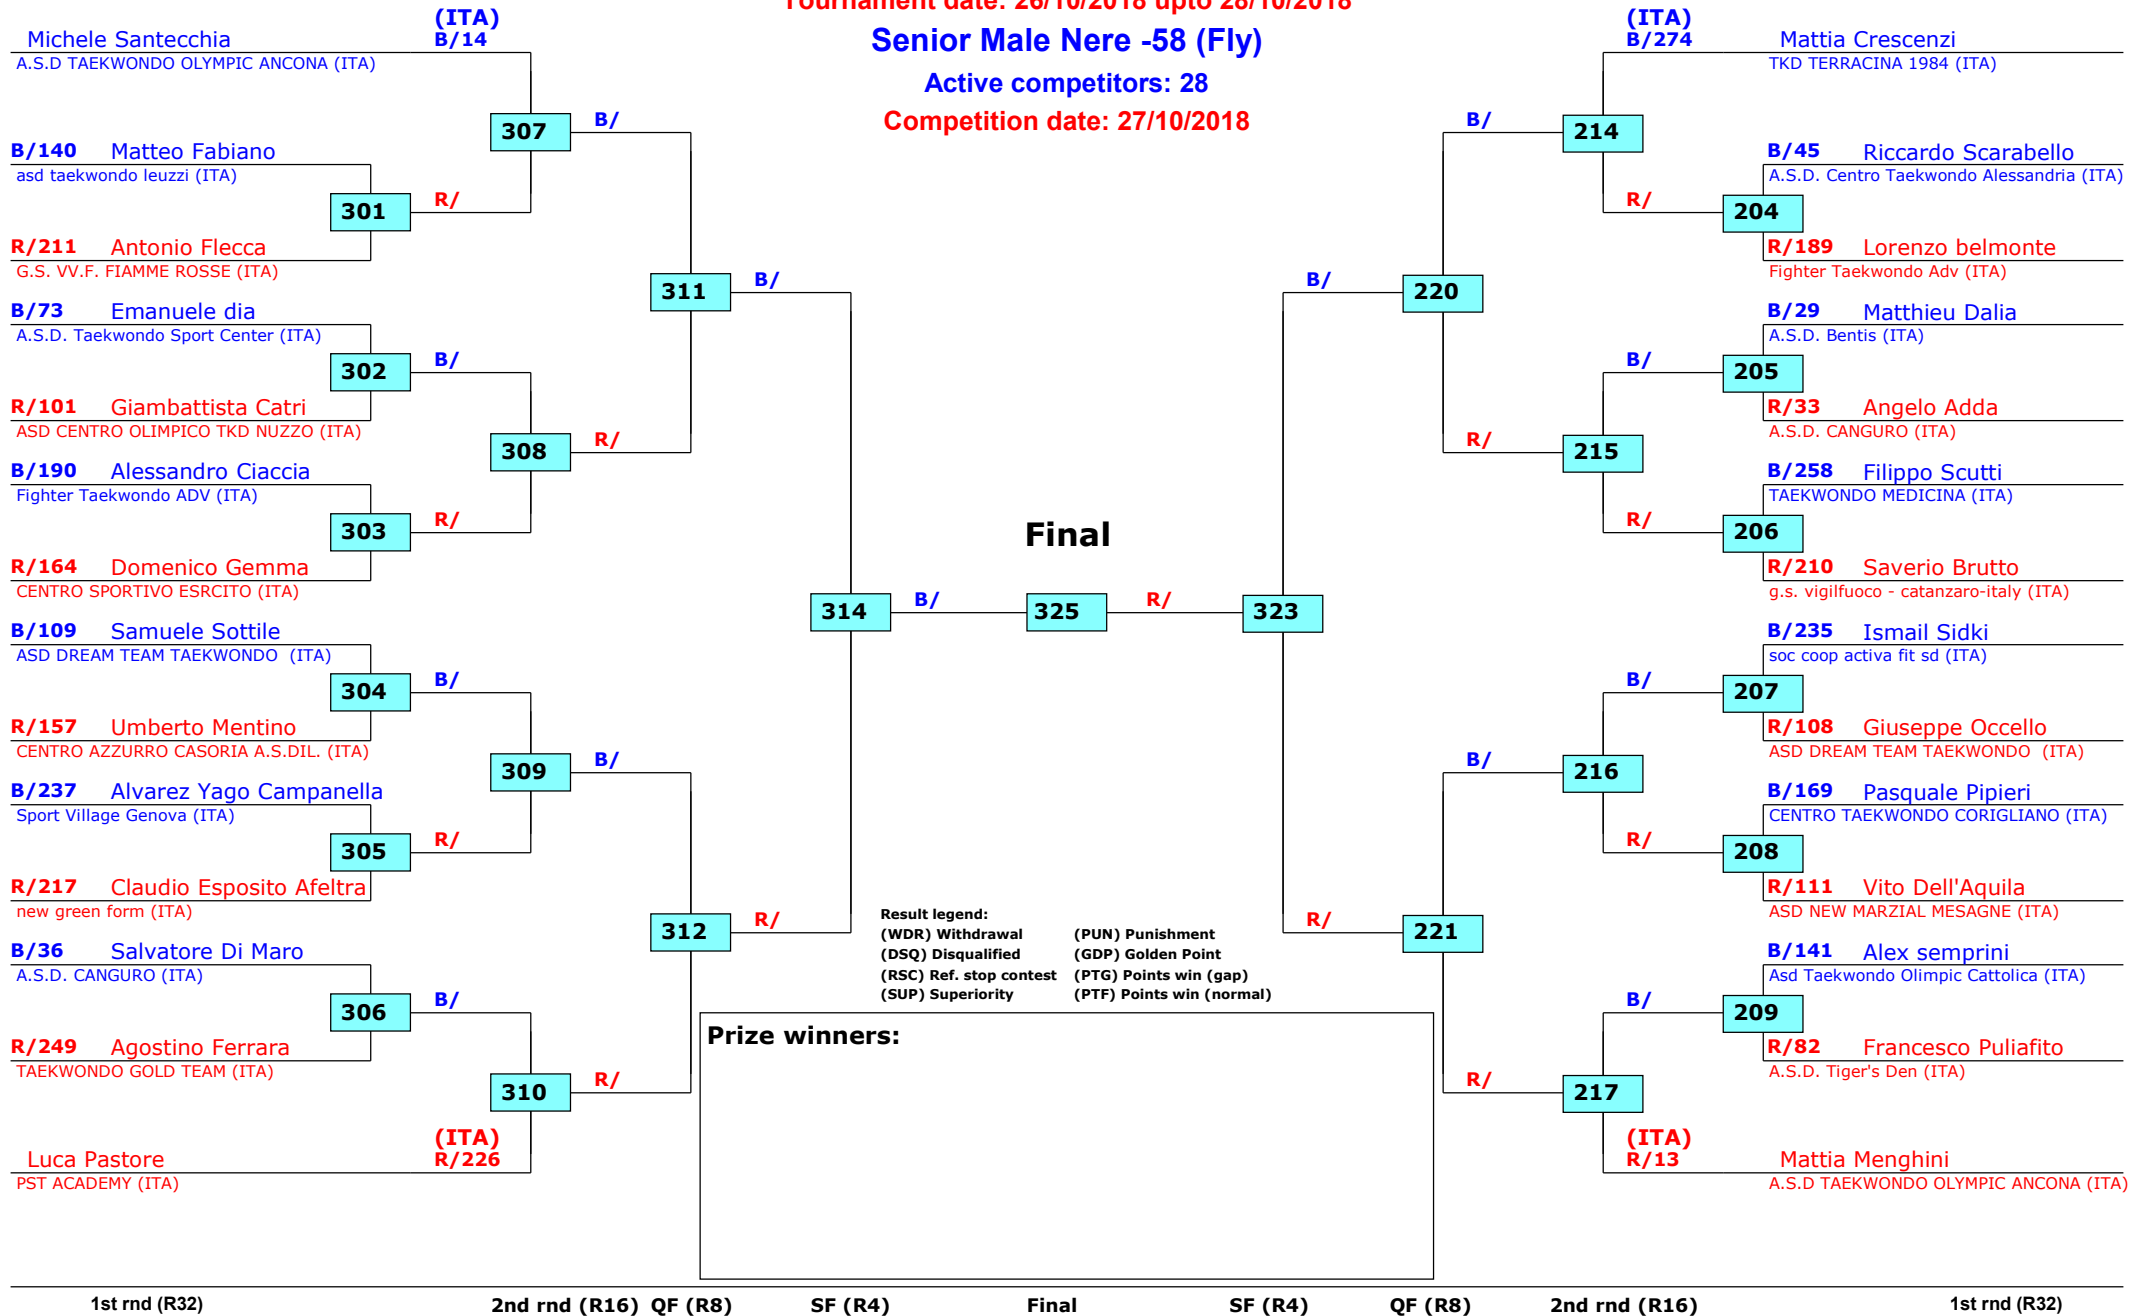 Tournament date: 26/10/2018 upto 28/10/2018
Senior Male Nere -58 (Fly)
Active competitors: 28
Competition date: 27/10/2018
(ITA)
Michele Santecchia B/14
A.S.D TAEKWONDO OLYMPIC ANCONA (ITA)
307 B/
B/140 Matteo Fabiano
asd taekwondo leuzzi (ITA)
301 R/
R/211 Antonio Flecca
G.S. VV.F. FIAMME ROSSE (ITA)
311 B/
B/73 Emanuele dia
A.S.D. Taekwondo Sport Center (ITA)
302 B/
R/101 Giambattista Catri
ASD CENTRO OLIMPICO TKD NUZZO (ITA)
308 R/
B/190 Alessandro Ciaccia
Fighter Taekwondo ADV (ITA)
303 R/
R/164 Domenico Gemma
CENTRO SPORTIVO ESRCITO (ITA)
314 B/
B/109 Samuele Sottile
ASD DREAM TEAM TAEKWONDO (ITA)
304 B/
R/157 Umberto Mentino
CENTRO AZZURRO CASORIA A.S.DIL. (ITA)
309 B/
B/237 Alvarez Yago Campanella
Sport Village Genova (ITA)
305 R/
R/217 Claudio Esposito Afeltra
new green form (ITA)
312 R/
B/36 Salvatore Di Maro
A.S.D. CANGURO (ITA)
306 B/
R/249 Agostino Ferrara
TAEKWONDO GOLD TEAM (ITA)
310 R/
(ITA)
Luca Pastore R/226
PST ACADEMY (ITA)
Final
325
(ITA)
B/274 Mattia Crescenzi
TKD TERRACINA 1984 (ITA)
B/ 214
B/45 Riccardo Scarabello
A.S.D. Centro Taekwondo Alessandria (ITA)
R/ 204
R/189 Lorenzo belmonte
Fighter Taekwondo Adv (ITA)
B/ 220
B/29 Matthieu Dalia
A.S.D. Bentis (ITA)
B/ 205
R/33 Angelo Adda
A.S.D. CANGURO (ITA)
R/ 215
B/258 Filippo Scutti
TAEKWONDO MEDICINA (ITA)
R/ 206
R/210 Saverio Brutto
g.s. vigilfuoco - catanzaro-italy (ITA)
R/ 323
B/235 Ismail Sidki
soc coop activa fit sd (ITA)
B/ 207
R/108 Giuseppe Occello
ASD DREAM TEAM TAEKWONDO (ITA)
B/ 216
B/169 Pasquale Pipieri
CENTRO TAEKWONDO CORIGLIANO (ITA)
R/ 208
R/111 Vito Dell'Aquila
ASD NEW MARZIAL MESAGNE (ITA)
R/ 221
B/141 Alex semprini
Asd Taekwondo Olimpic Cattolica (ITA)
B/ 209
R/82 Francesco Puliafito
A.S.D. Tiger's Den (ITA)
R/ 217
(ITA)
R/13 Mattia Menghini
A.S.D TAEKWONDO OLYMPIC ANCONA (ITA)
Result legend:
(WDR) Withdrawal (PUN) Punishment
(DSQ) Disqualified (GDP) Golden Point
(RSC) Ref. stop contest (PTG) Points win (gap)
(SUP) Superiority (PTF) Points win (normal)
Prize winners:
1st rnd (R32) 2nd rnd (R16) QF (R8) SF (R4) Final SF (R4) QF (R8) 2nd rnd (R16) 1st rnd (R32)